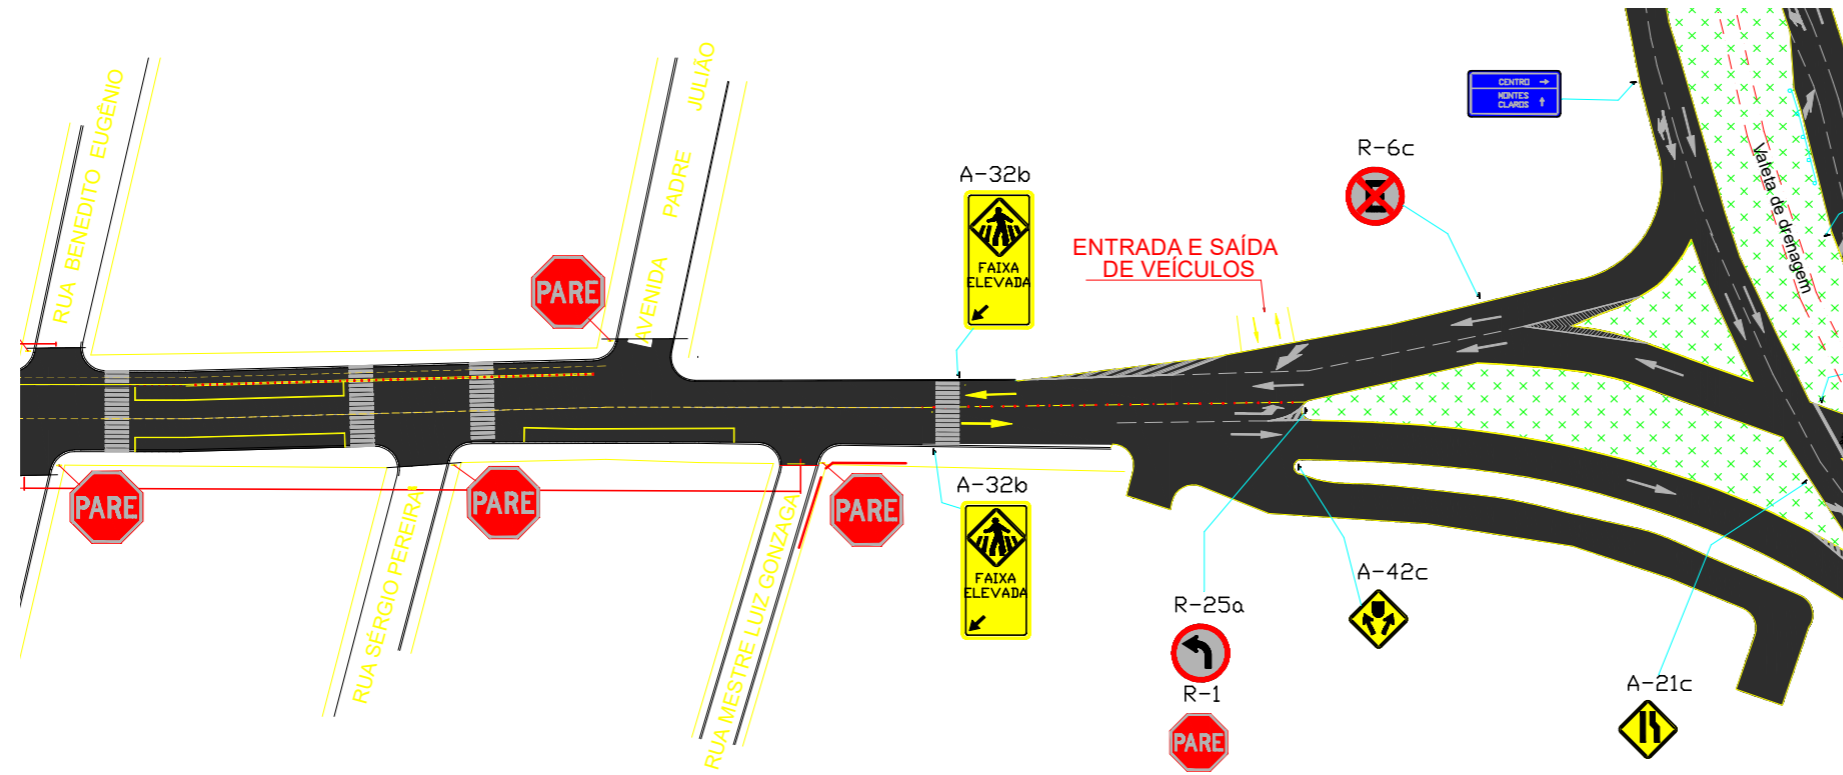 RUA BENEDITO EUGÊNIO
AVENIDA PADRE JULIÃO
PARE
A-32b
FAIXA
ELEVADA
ENTRADA E SAÍDA
DE VEÍCULOS
R-6c
CENTRO →
MONTES
CLAROS ↑
Valeta de drenagem
PARE
RUA SÉRGIO PEREIRA
PARE
RUA MESTRE LUIZ GONZAGA
PARE
A-32b
FAIXA
ELEVADA
R-25a
R-1
PARE
A-42c
A-21c